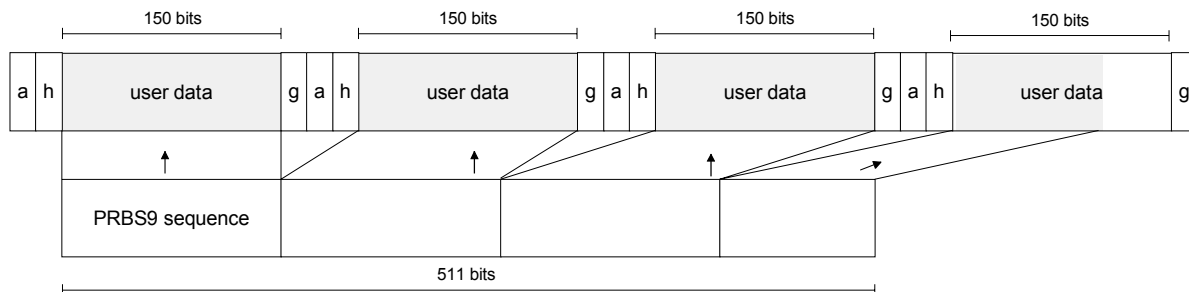 150 bits 150 bits 150 bits 150 bits
a h user data g a h user data g a h user data g a h user data g
PRBS9 sequence
511 bits